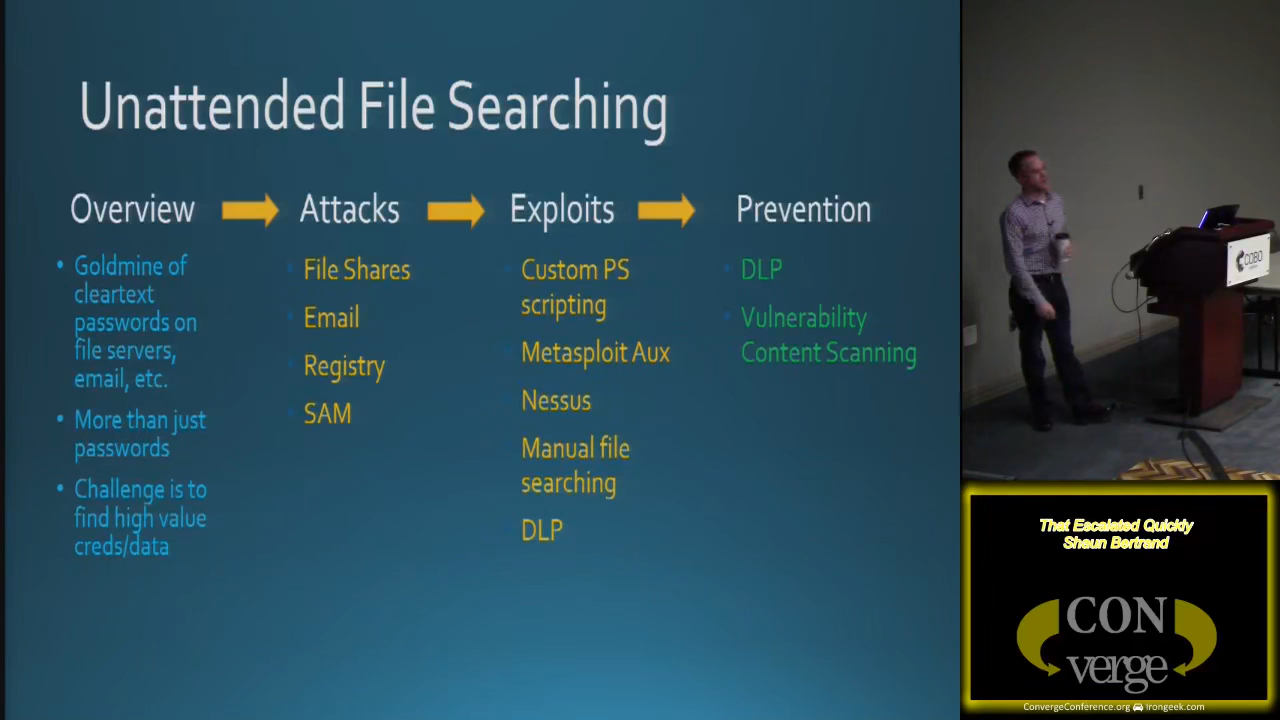 Unattended File Searching
Overview
Attacks
Exploits
Prevention
• Goldmine of
cleartext
passwords on
file servers,
email, etc.
• More than just
passwords
• Challenge is to
find high value
creds/data
File Shares
Email
Registry
SAM
Custom PS
scripting
Metasploit Aux
Nessus
Manual file
searching
DLP
DLP
Vulnerability
Content Scanning
COBO
That Escalated Quickly
Shaun Bertrand
CON
verge
ConvergeConference.org Irongeek.com